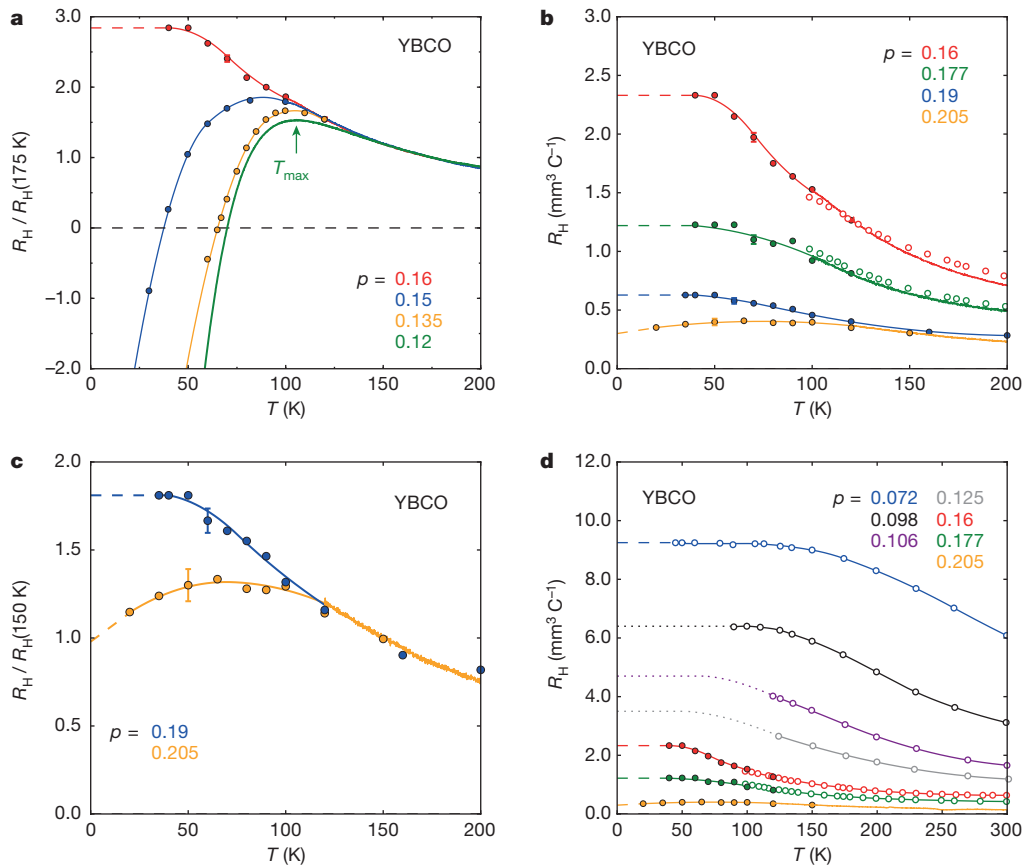 a
3.0
2.0
1.0
0
−1.0
−2.0
R_H / R_H(175 K)
YBCO
T_max
p = 0.16
0.15
0.135
0.12
0 50 100 150 200
T (K)
b
3.0
2.5
2.0
1.5
1.0
0.5
0.0
R_H (mm³ C⁻¹)
YBCO
p = 0.16
0.177
0.19
0.205
0 50 100 150 200
T (K)
c
2.0
1.5
1.0
0.5
0.0
R_H / R_H(150 K)
YBCO
p = 0.19
0.205
0 50 100 150 200
T (K)
d
12.0
10.0
8.0
6.0
4.0
2.0
0.0
R_H (mm³ C⁻¹)
YBCO
p = 0.072 0.125
0.098 0.16
0.106 0.177
0.205
0 50 100 150 200 250 300
T (K)